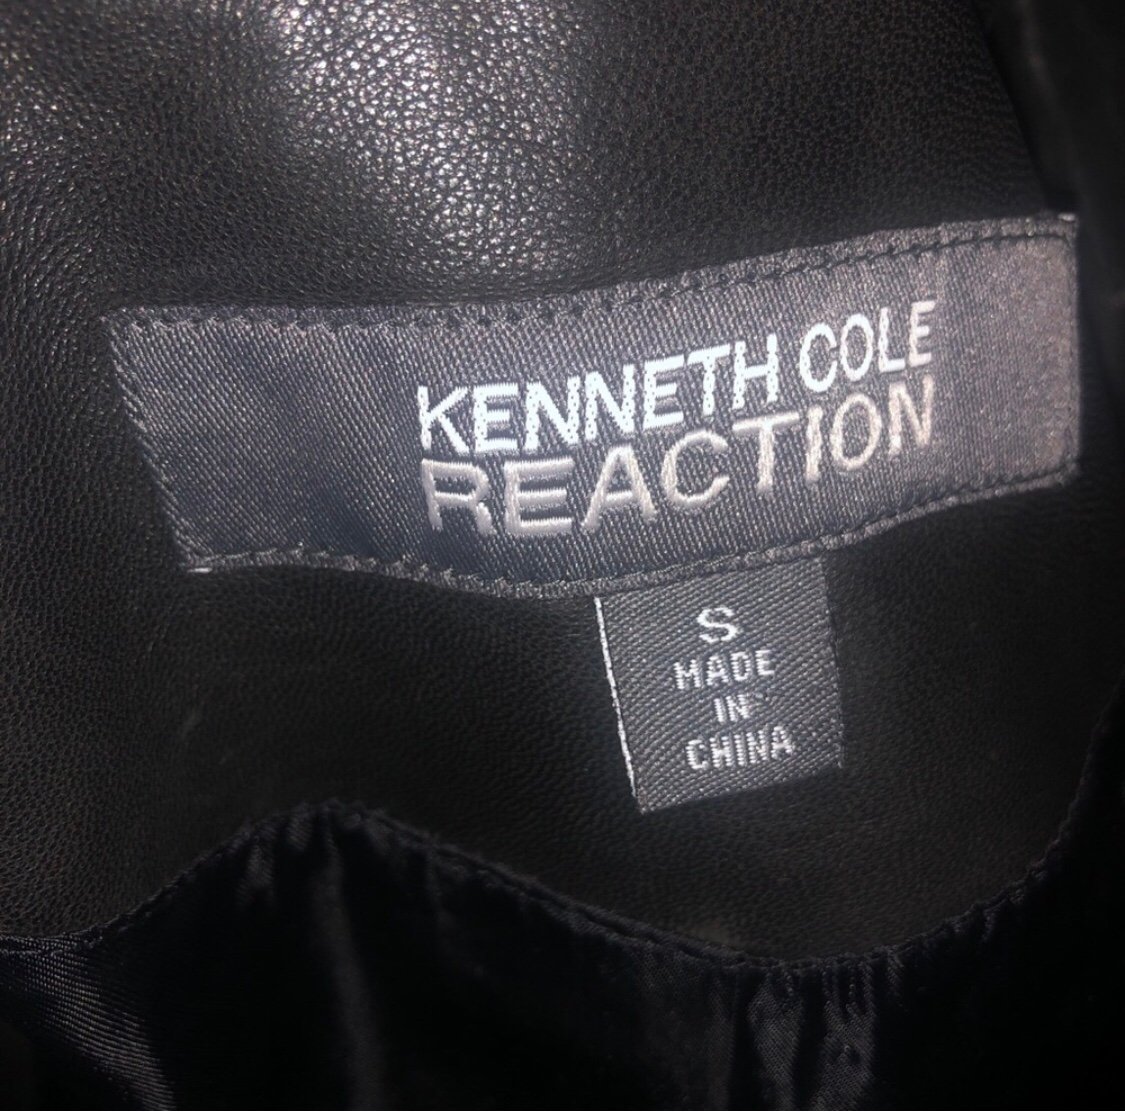 KENNETH COLE
REACTION
S
MADE
IN
CHINA